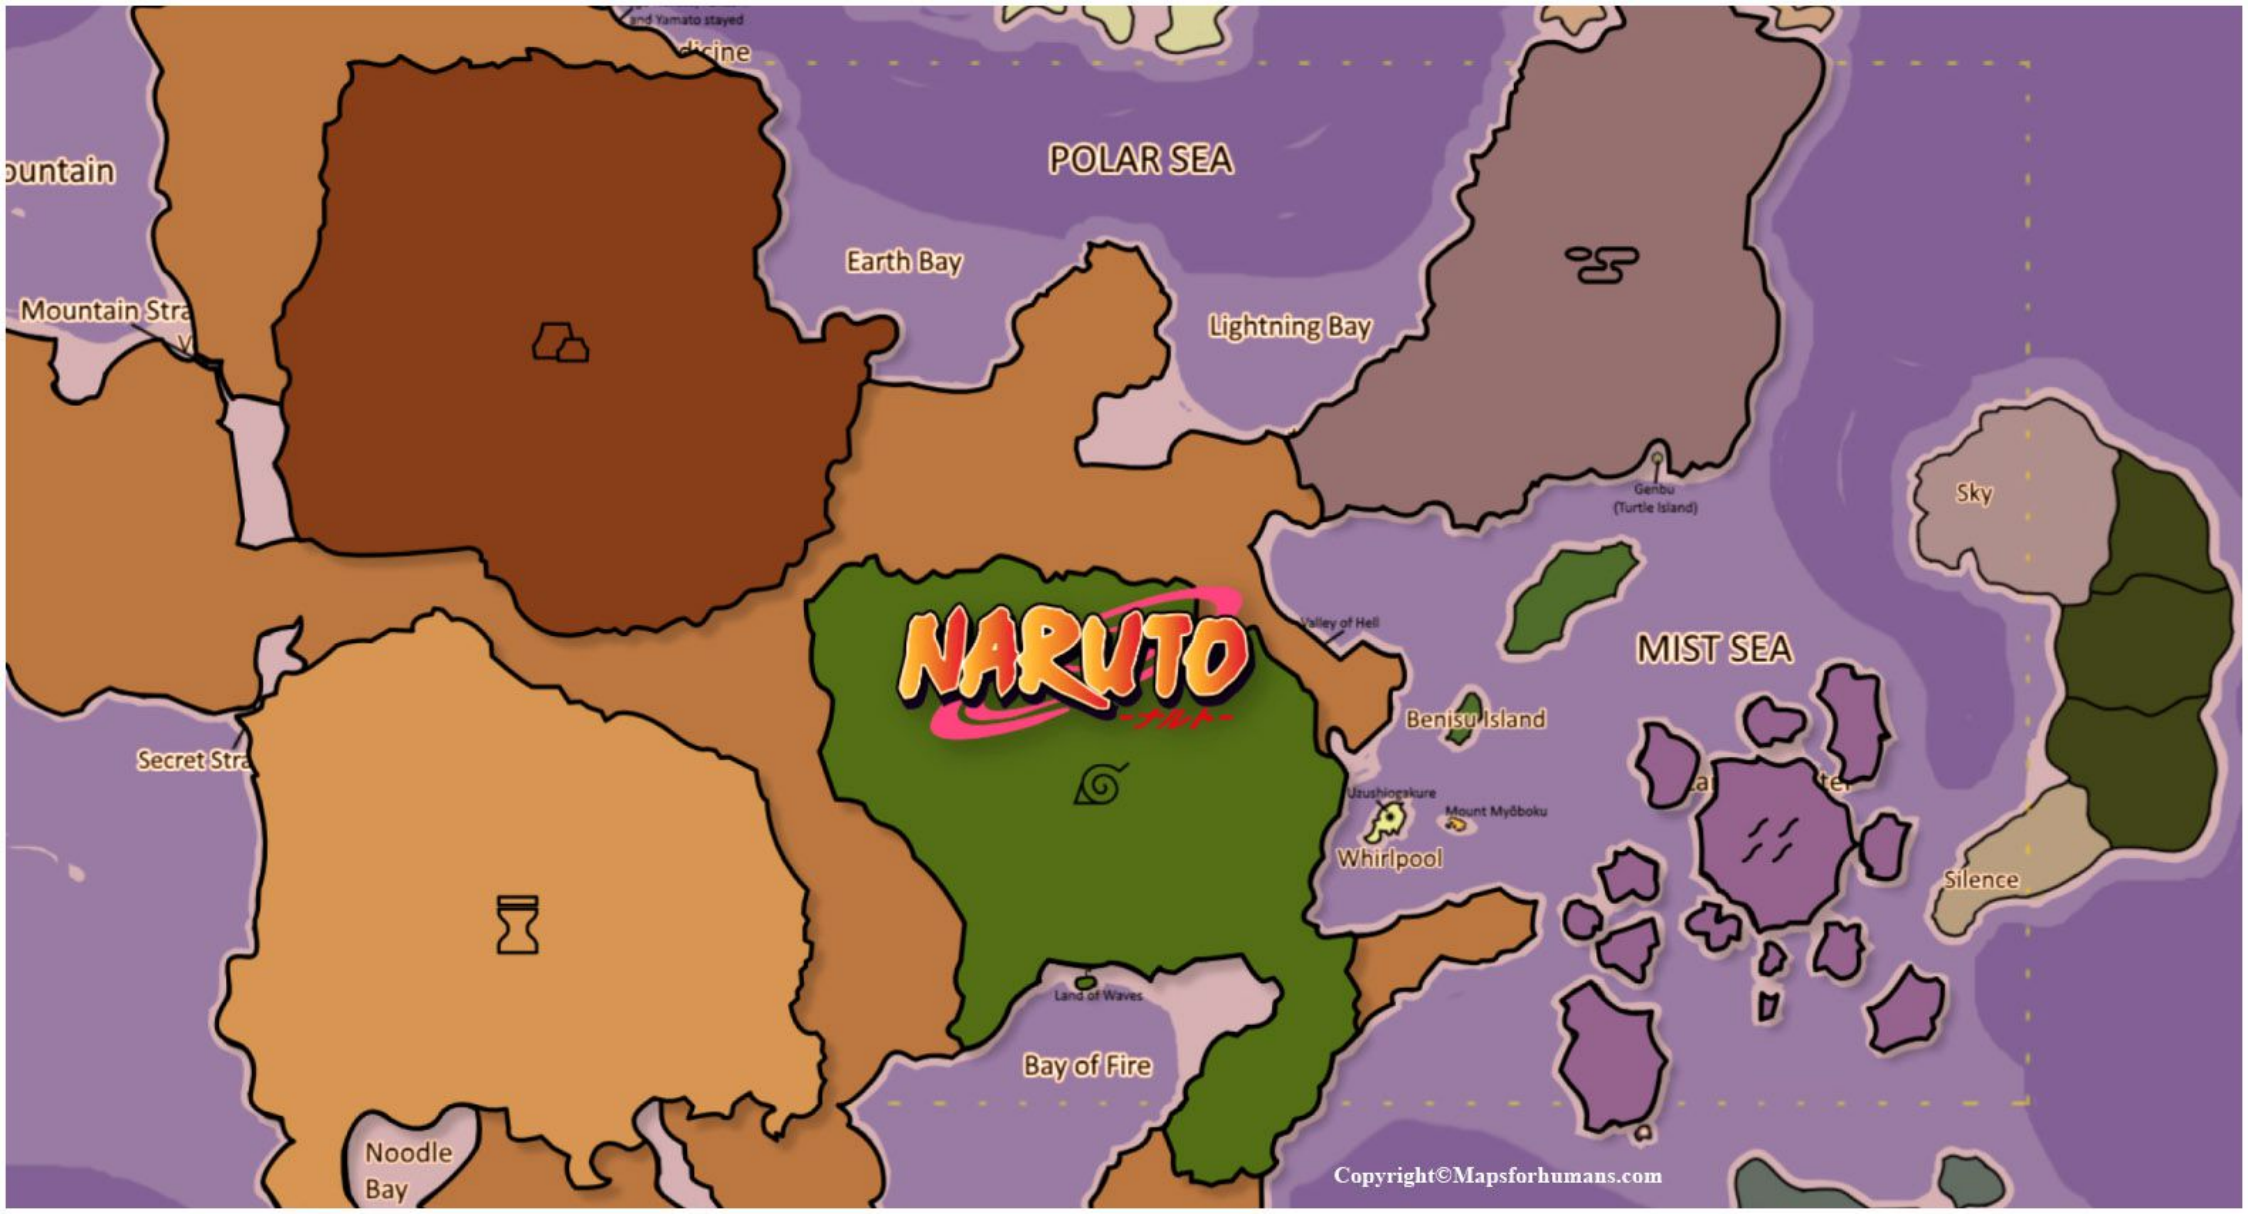 and Yamato stayed
dicine
POLAR SEA
ountain
Earth Bay
Mountain Stra
V
Lightning Bay
Sky
Genbu
(Turtle Island)
NARUTO
-ナルト-
Valley of Hell
MIST SEA
Benisu Island
Secret Stra
Uzushiogakure
Mount Myōboku
Whirlpool
Silence
Land of Waves
Bay of Fire
Noodle
Bay
Copyright©Mapsforhumans.com